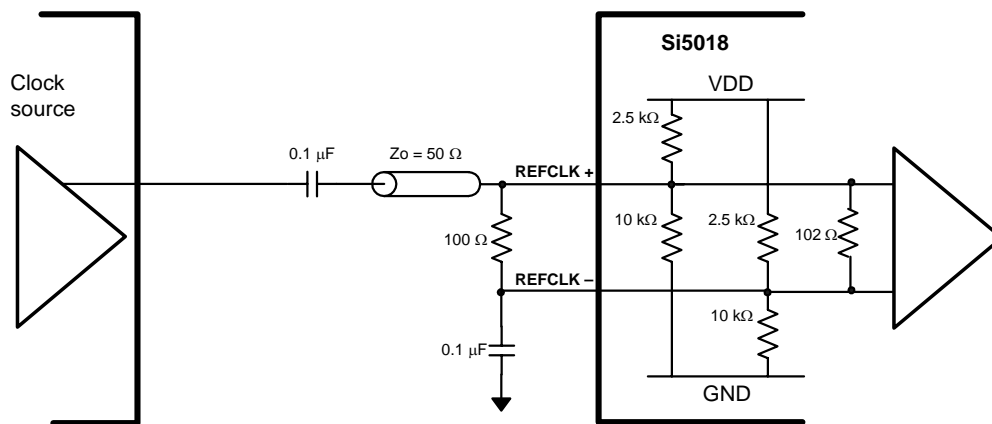 Clock
source
0.1 μF
Zo = 50 Ω
REFCLK +
100 Ω
REFCLK –
0.1 μF
Si5018
VDD
2.5 kΩ
10 kΩ
2.5 kΩ
102 Ω
10 kΩ
GND